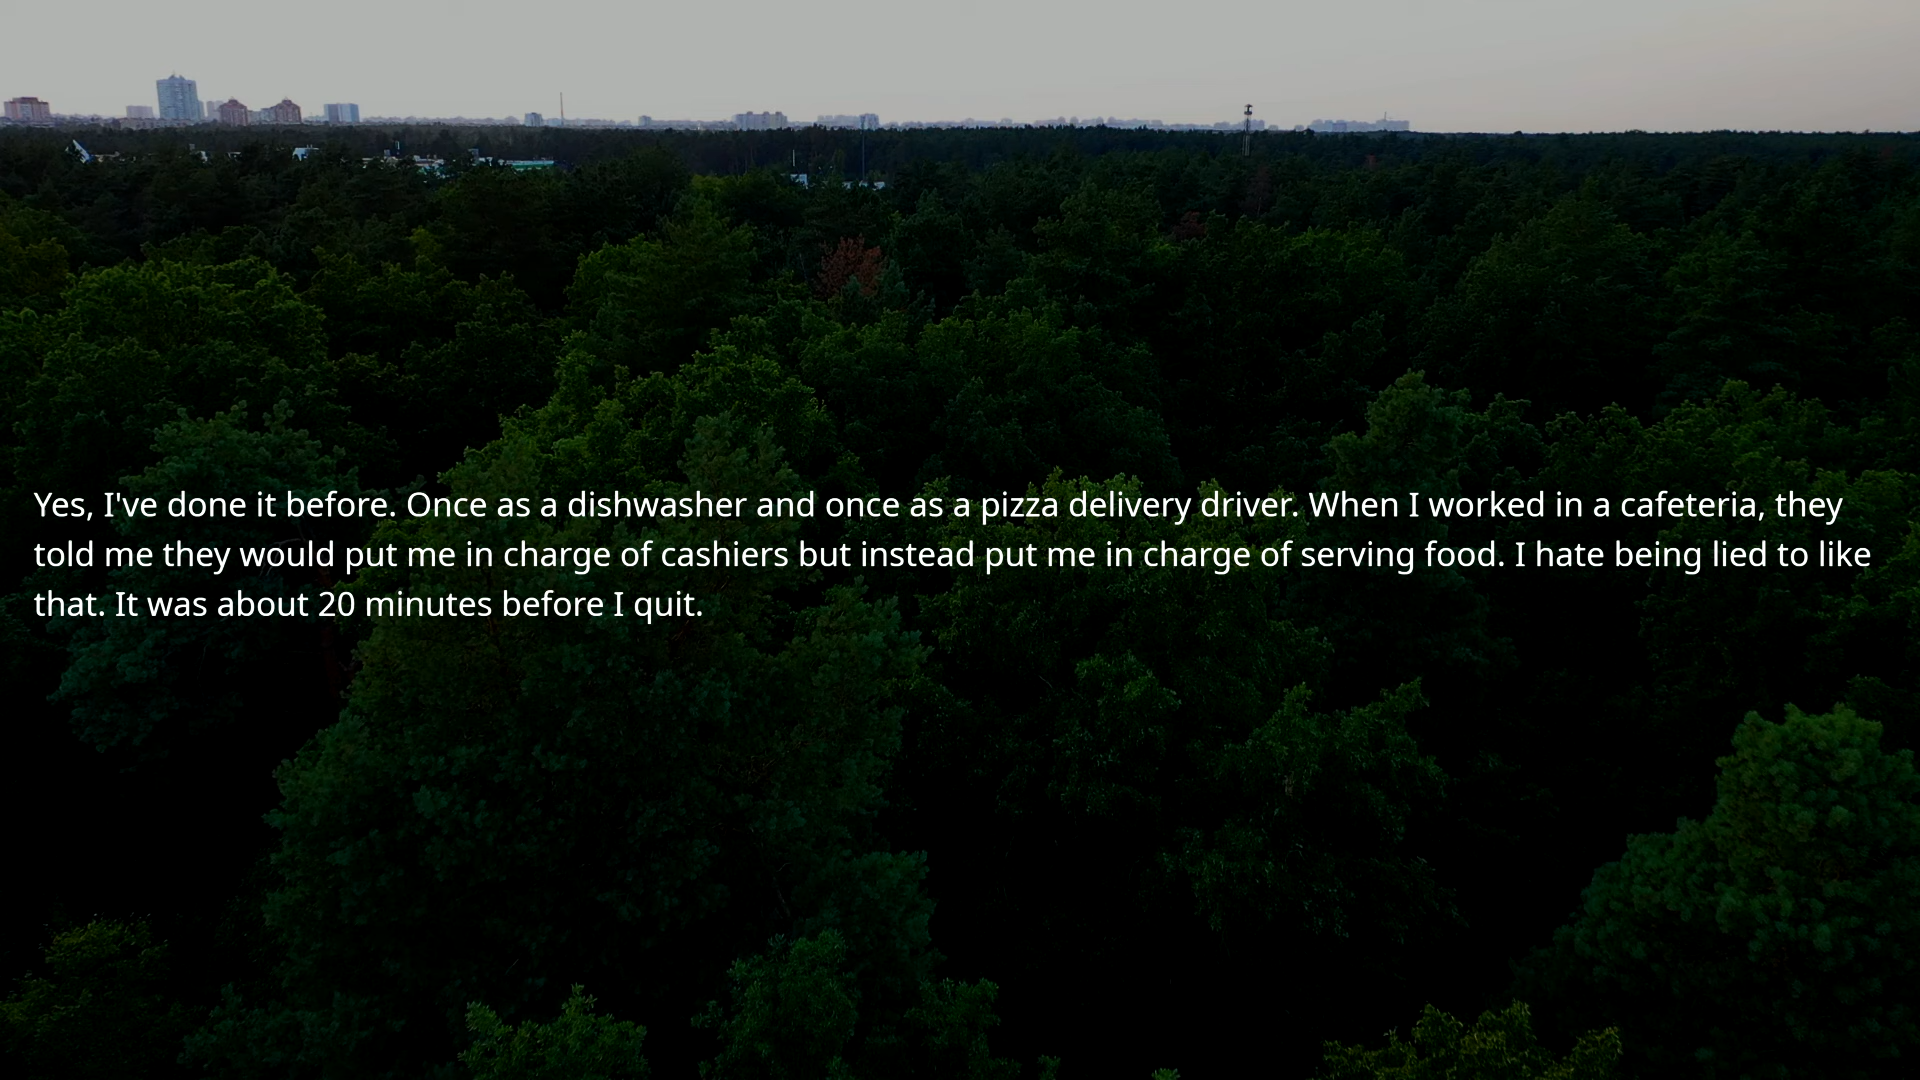 Yes, I've done it before. Once as a dishwasher and once as a pizza delivery driver. When I worked in a cafeteria, they
told me they would put me in charge of cashiers but instead put me in charge of serving food. I hate being lied to like
that. It was about 20 minutes before I quit.